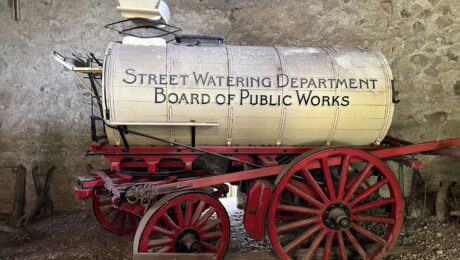 STREET WATERING DEPARTMENT
BOARD OF PUBLIC WORKS